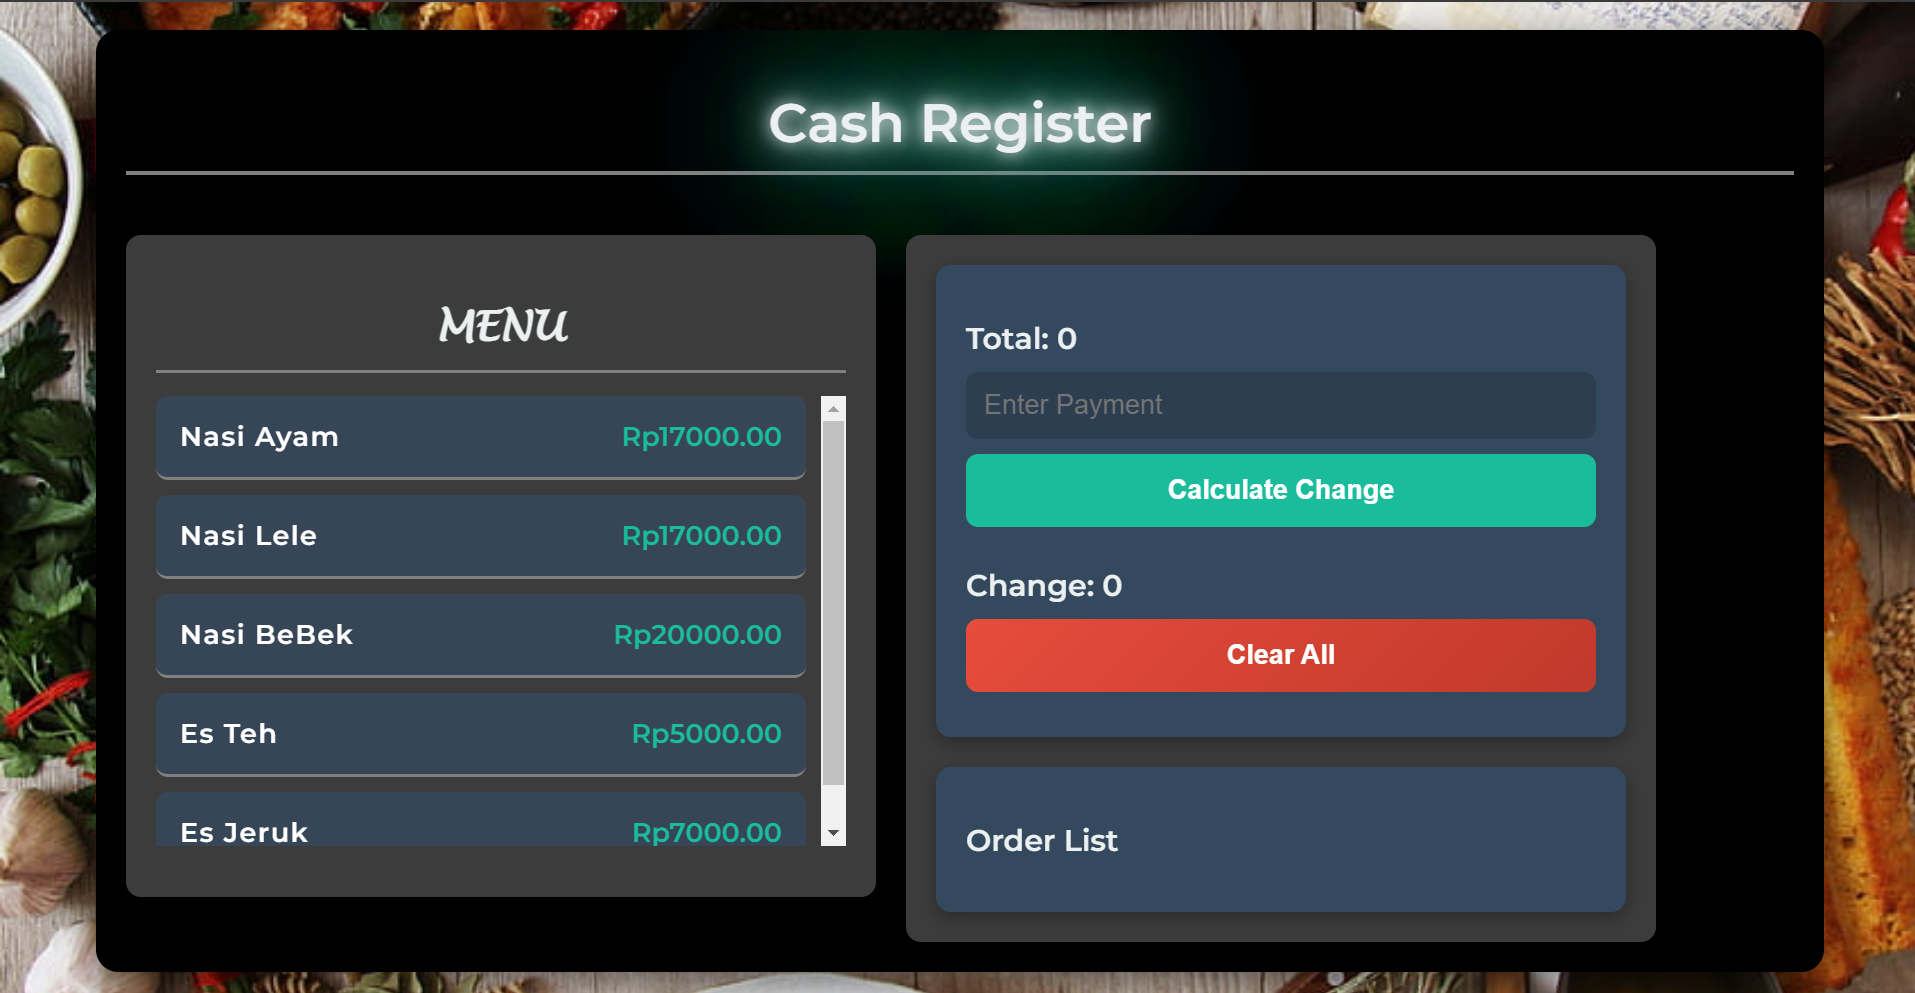 Cash Register
MENU
Nasi Ayam Rp17000.00
Nasi Lele Rp17000.00
Nasi BeBek Rp20000.00
Es Teh Rp5000.00
Es Jeruk Rp7000.00
Total: 0
Enter Payment
Calculate Change
Change: 0
Clear All
Order List